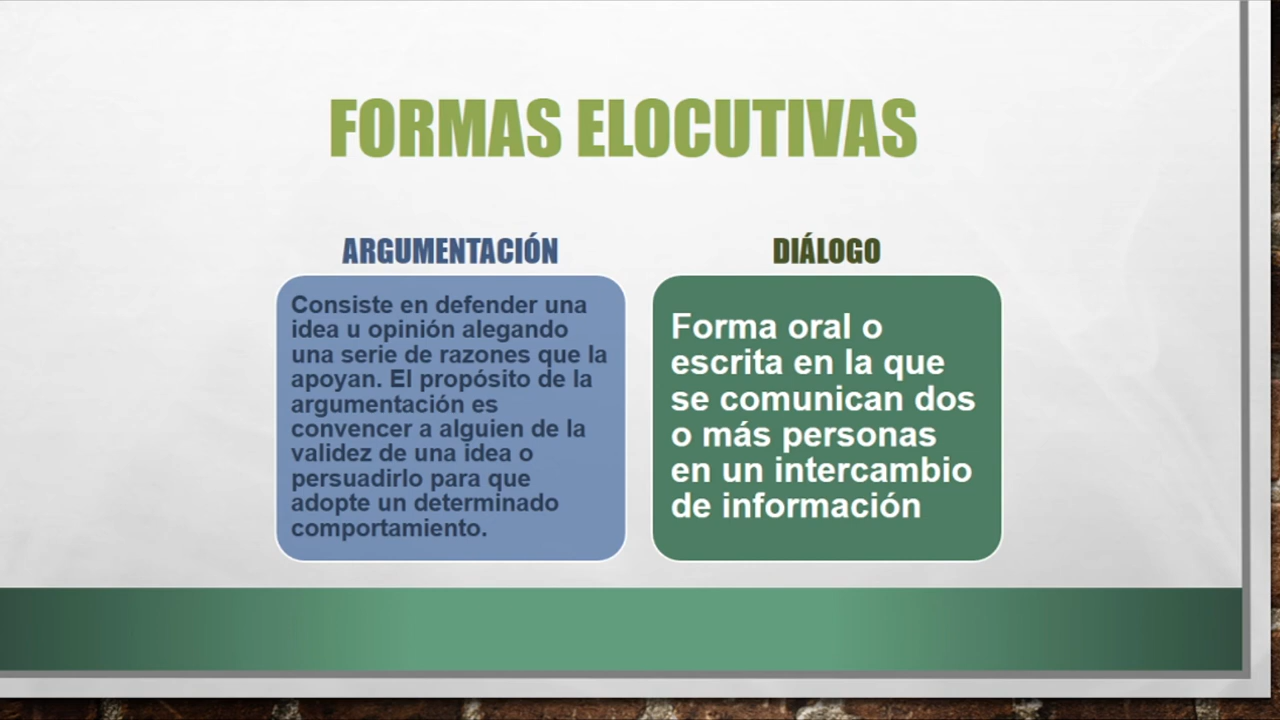 FORMAS ELOCUTIVAS
ARGUMENTACIÓN
Consiste en defender una
idea u opinión alegando
una serie de razones que la
apoyan. El propósito de la
argumentación es
convencer a alguien de la
validez de una idea o
persuadirlo para que
adopte un determinado
comportamiento.
DIÁLOGO
Forma oral o
escrita en la que
se comunican dos
o más personas
en un intercambio
de información